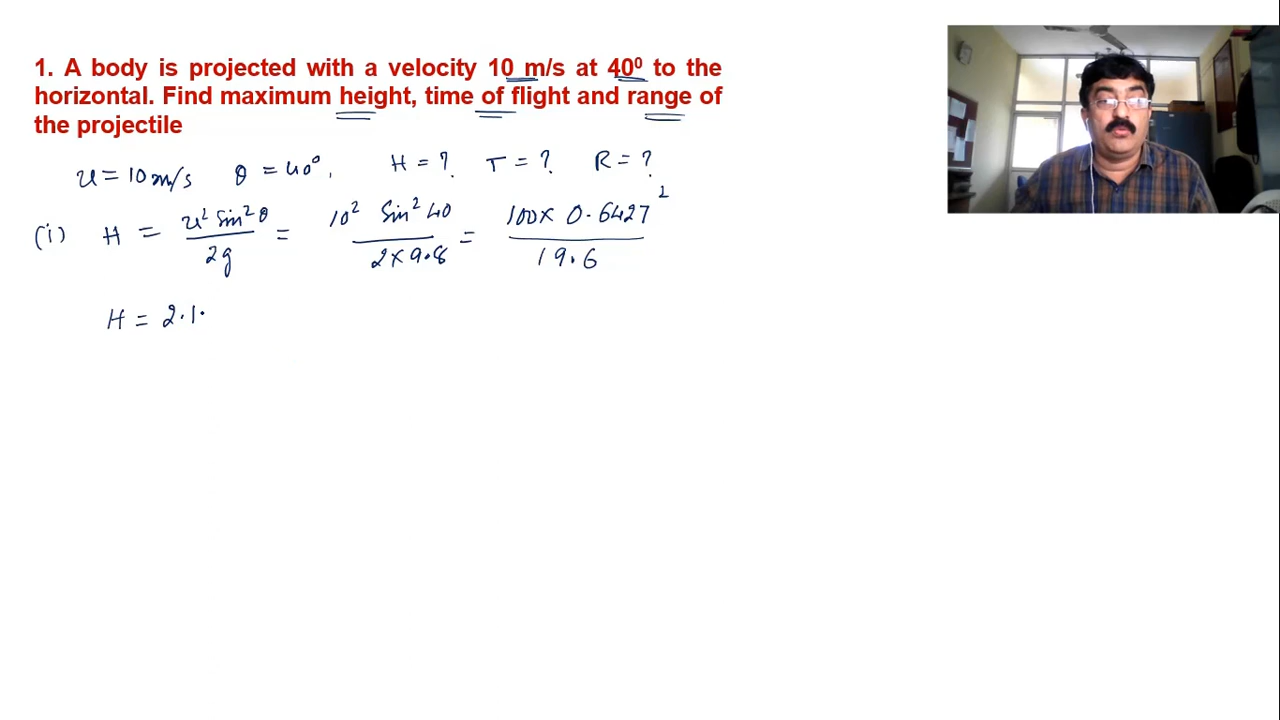 1. A body is projected with a velocity 10 m/s at 40⁰ to the
horizontal. Find maximum height, time of flight and range of
the projectile
u = 10 m/s θ = 40°, H = ? T = ? R = ?
(i) H = u² Sin² θ / 2g = 10² Sin² 40 / 2 × 9.8 = 100 × 0.6427² / 19.6
H = 2.1.